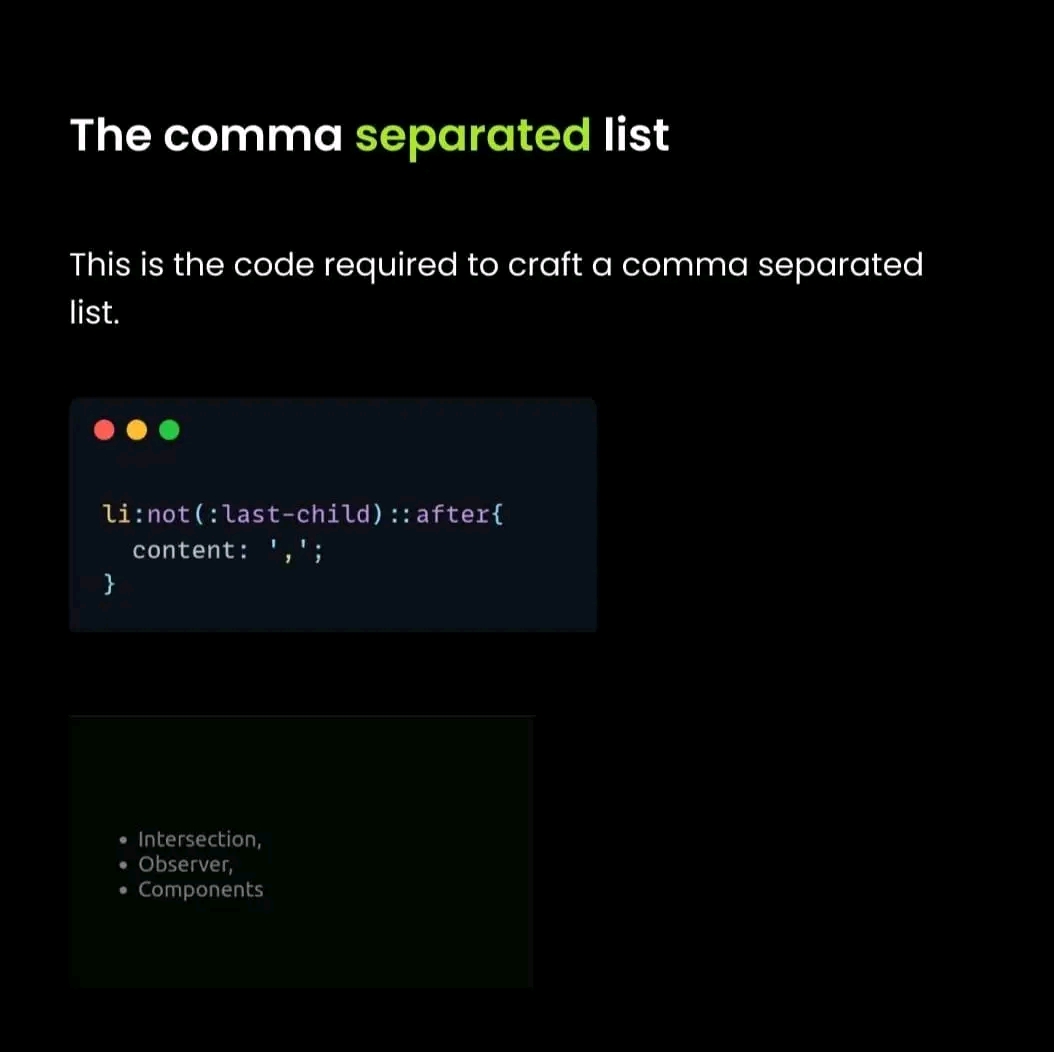 The comma separated list
This is the code required to craft a comma separated
list.
li:not(:last-child)::after{
  content: ',';
}
• Intersection,
• Observer,
• Components